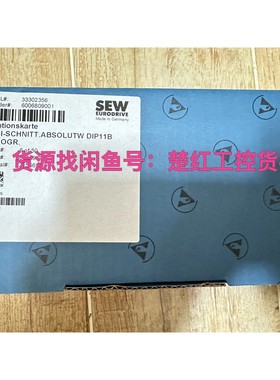 33302356
6006809001
SEW
EURODRIVE
Made in Germany
tionskarte
I-SCHNITT.ABSOLUTW DIP11B
OGR.
货源找闲鱼号：楚红工控货